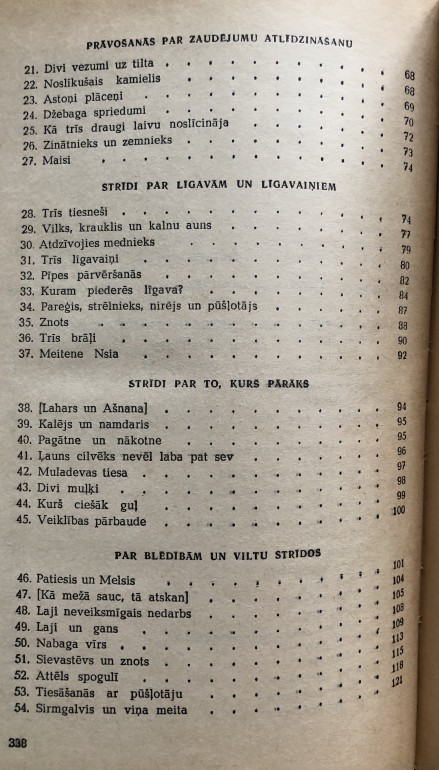 PRĀVOŠANĀS PAR ZAUDĒJUMU ATLĪDZINĀŠANU
21. Divi vezumi uz tilta . . . . . 68
22. Noslīkušais kamielis . . . . . 68
23. Astoņi plāceņi . . . . . 69
24. Džebaga spriedumi . . . . . 70
25. Kā trīs draugi laivu noslīcināja . . . . . 72
26. Zinātnieks un zemnieks . . . . . 73
27. Maisi . . . . . 74
STRĪDI PAR LĪGAVĀM UN LĪGAVAIŅIEM
28. Trīs tiesneši . . . . . 74
29. Vilks, krauklis un kalnu auns . . . . . 77
30. Atdzīvojies mednieks . . . . . 79
31. Trīs līgavaiņi . . . . . 80
32. Pīpes pārvēršanās . . . . . 82
33. Kuram piederēs līgava? . . . . . 84
34. Pareģis, strēlnieks, nirējs un pūšļotājs . . . . . 87
35. Znots . . . . . 88
36. Trīs brāļi . . . . . 90
37. Meitene Nsia . . . . . 92
STRĪDI PAR TO, KURŠ PĀRĀKS
38. [Lahars un Ašnana] . . . . . 94
39. Kalējs un namdaris . . . . . 95
40. Pagātne un nākotne . . . . . 95
41. Ļauns cilvēks nevēl laba pat sev . . . . . 96
42. Muladevas tiesa . . . . . 97
43. Divi muļķi . . . . . 98
44. Kurš ciešāk guļ . . . . . 99
45. Veiklības pārbaude . . . . . 100
PAR BLĒDĪBĀM UN VILTU STRĪDOS
46. Patiesis un Melsis . . . . . 101
47. [Kā mežā sauc, tā atskan] . . . . . 104
48. Laji neveiksmīgais nedarbs . . . . . 105
49. Laji un gans . . . . . 108
50. Nabaga vīrs . . . . . 109
51. Sievastēvs un znots . . . . . 113
52. Attēls spogulī . . . . . 115
53. Tiesāšanās ar pūšļotāju . . . . . 118
54. Sirmgalvis un viņa meita . . . . . 121
338